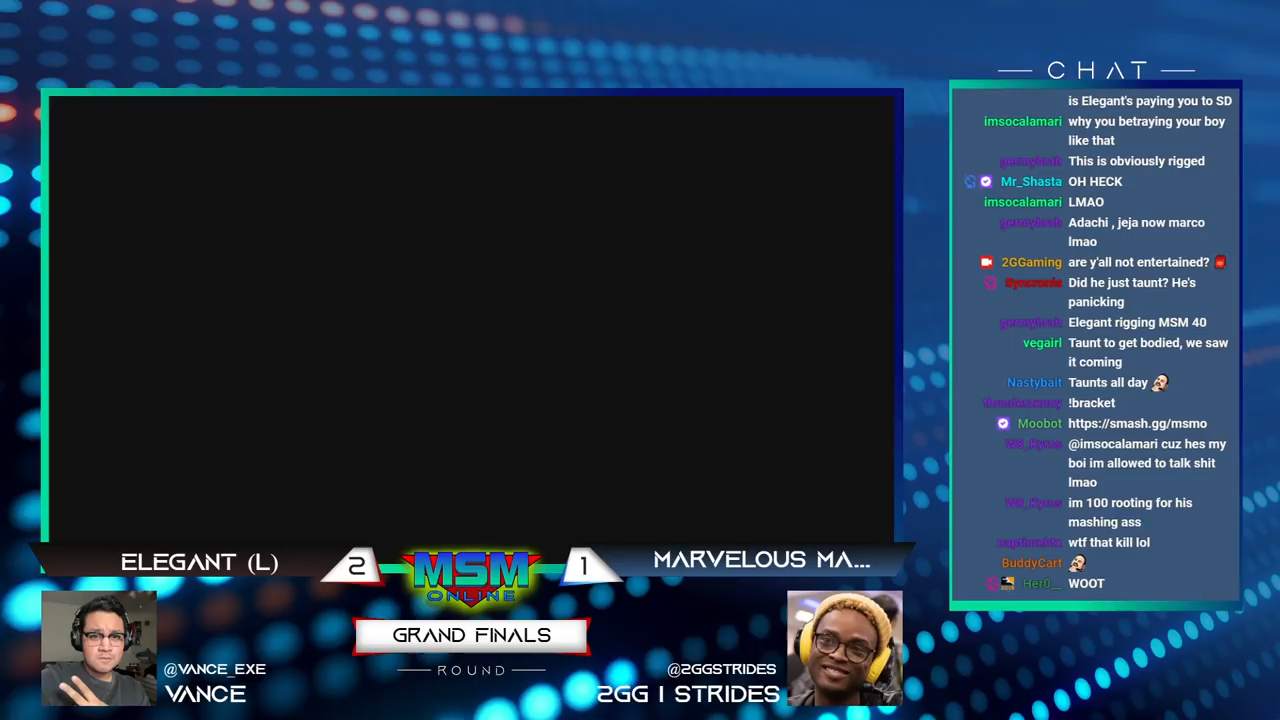 CHAT
is Elegant's paying you to SD
imsocalamari why you betraying your boy
like that
This is obviously rigged
Mr_Shasta OH HECK
imsocalamari LMAO
Adachi , jeja now marco
lmao
2GGaming are y'all not entertained?
Did he just taunt? He's
panicking
Elegant rigging MSM 40
vegairl Taunt to get bodied, we saw
it coming
Nastybait Taunts all day
!bracket
Moobot https://smash.gg/msmo
@imsocalamari cuz hes my
boi im allowed to talk shit
lmao
im 100 rooting for his
mashing ass
wtf that kill lol
BuddyCart
Her0__ WOOT
ELEGANT (L) 2 MSM ONLINE 1 MARVELOUS MA...
GRAND FINALS
ROUND
@VANCE_EXE
VANCE
@2GGSTRIDES
2GG | STRIDES